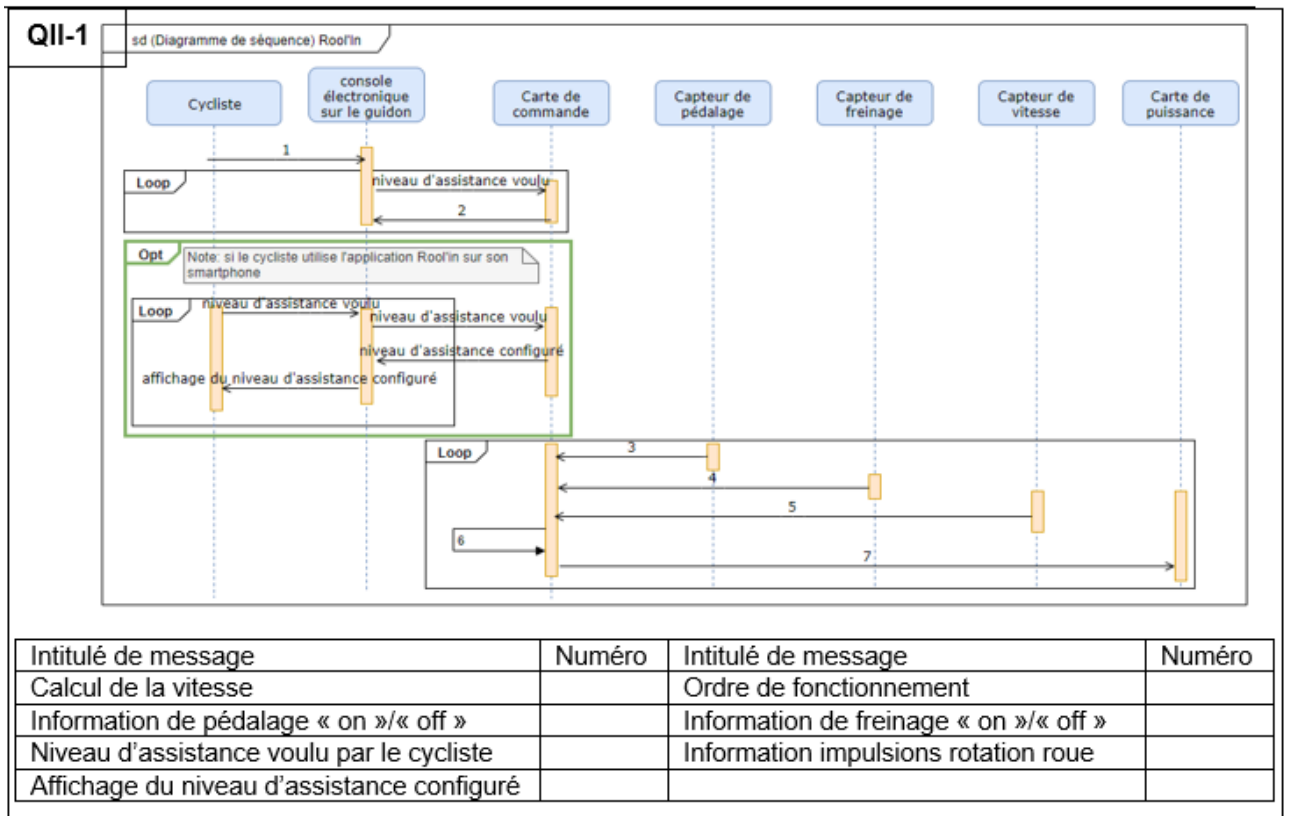 QII-1
sd (Diagramme de séquence) Rool'In
Cycliste
console
électronique
sur le guidon
Carte de
commande
Capteur de
pédalage
Capteur de
freinage
Capteur de
vitesse
Carte de
puissance
1
Loop
niveau d'assistance voulu
2
Opt
Note: si le cycliste utilise l'application Rool'in sur son
smartphone
Loop
niveau d'assistance voulu
niveau d'assistance voulu
niveau d'assistance configuré
affichage du niveau d'assistance configuré
Loop
3
4
5
6
7
Intitulé de message Numéro Intitulé de message Numéro
Calcul de la vitesse Ordre de fonctionnement
Information de pédalage « on »/« off » Information de freinage « on »/« off »
Niveau d'assistance voulu par le cycliste Information impulsions rotation roue
Affichage du niveau d'assistance configuré